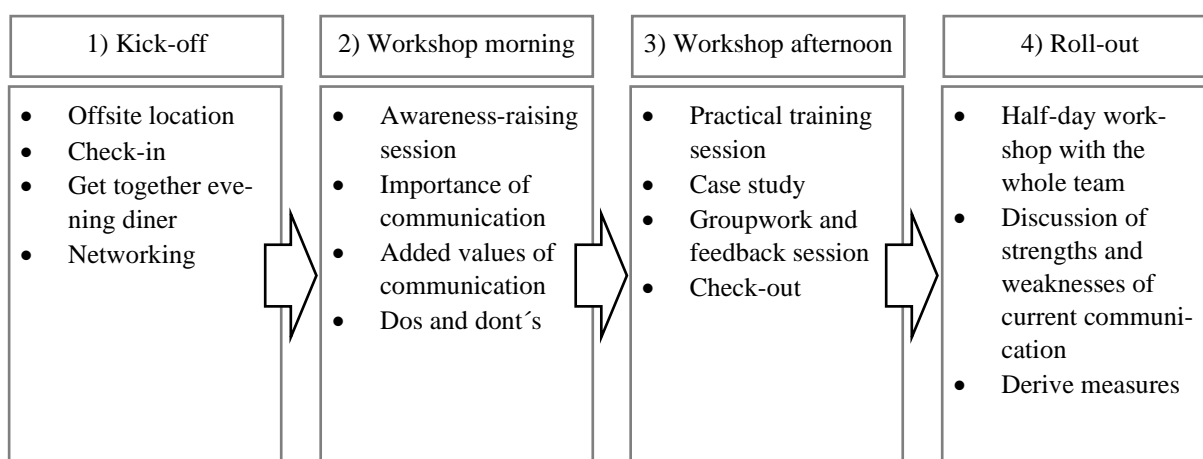 1) Kick-off
• Offsite location
• Check-in
• Get together eve-
ning diner
• Networking
2) Workshop morning
• Awareness-raising
session
• Importance of
communication
• Added values of
communication
• Dos and dont´s
3) Workshop afternoon
• Practical training
session
• Case study
• Groupwork and
feedback session
• Check-out
4) Roll-out
• Half-day work-
shop with the
whole team
• Discussion of
strengths and
weaknesses of
current communi-
cation
• Derive measures